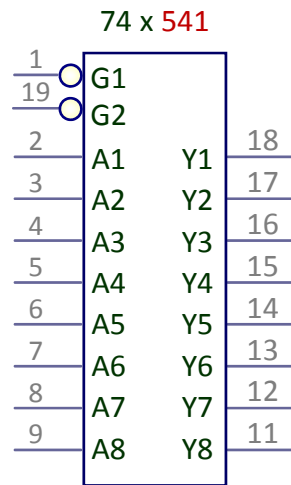 74 x 541
1 G1
19 G2
2 A1 Y1 18
3 A2 Y2 17
4 A3 Y3 16
5 A4 Y4 15
6 A5 Y5 14
7 A6 Y6 13
8 A7 Y7 12
9 A8 Y8 11